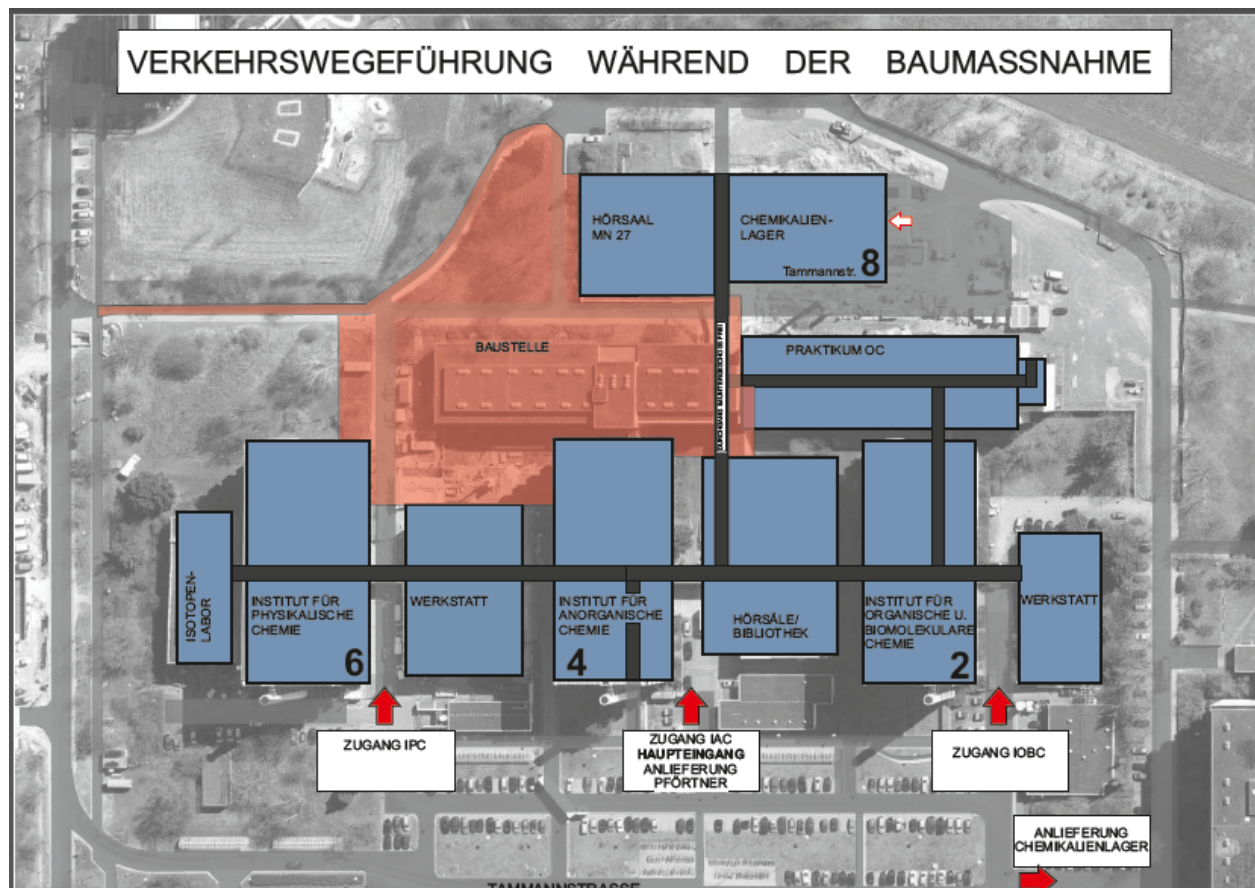 VERKEHRSWEGEFÜHRUNG WÄHREND DER BAUMASSNAHME
HÖRSAAL
MN 27
CHEMIKALIEN-
LAGER
Tammannstr. 8
BAUSTELLE
PRAKTIKUM OC
ISOTOPEN-
LABOR
INSTITUT FÜR
PHYSIKALISCHE
CHEMIE
6
WERKSTATT
INSTITUT FÜR
ANORGANISCHE
CHEMIE
4
HÖRSÄLE/
BIBLIOTHEK
INSTITUT FÜR
ORGANISCHE U.
BIOMOLEKULARE
CHEMIE
2
WERKSTATT
ZUGANG IPC
ZUGANG IAC
HAUPTEINGANG
ANLIEFERUNG
PFÖRTNER
ZUGANG IOBC
ANLIEFERUNG
CHEMIKALIENLAGER
TAMMANNSTRASSE